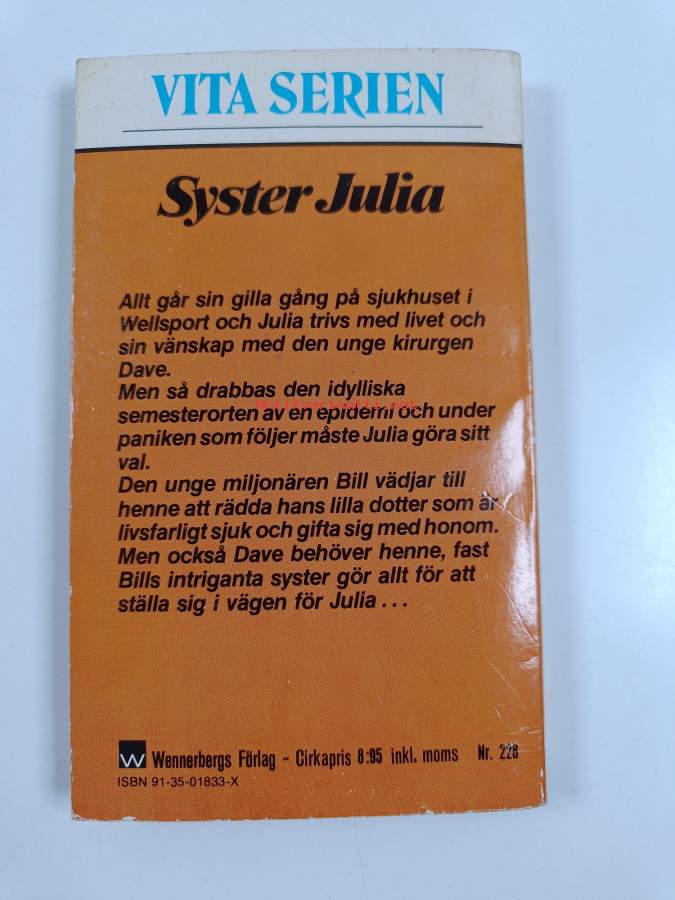 VITA SERIEN
Syster Julia
Allt går sin gilla gång på sjukhuset i
Wellsport och Julia trivs med livet och
sin vänskap med den unge kirurgen
Dave.
Men så drabbas den idylliska
semesterorten av en epidemi och under
paniken som följer måste Julia göra sitt
val.
Den unge miljonären Bill vädjar till
henne att rädda hans lilla dotter som är
livsfarligt sjuk och gifta sig med honom.
Men också Dave behöver henne, fast
Bills intriganta syster gör allt för att
ställa sig i vägen för Julia ...
W Wennerbergs Förlag - Cirkapris 8:95 inkl. moms Nr. 228
ISBN 91-35-01833-X